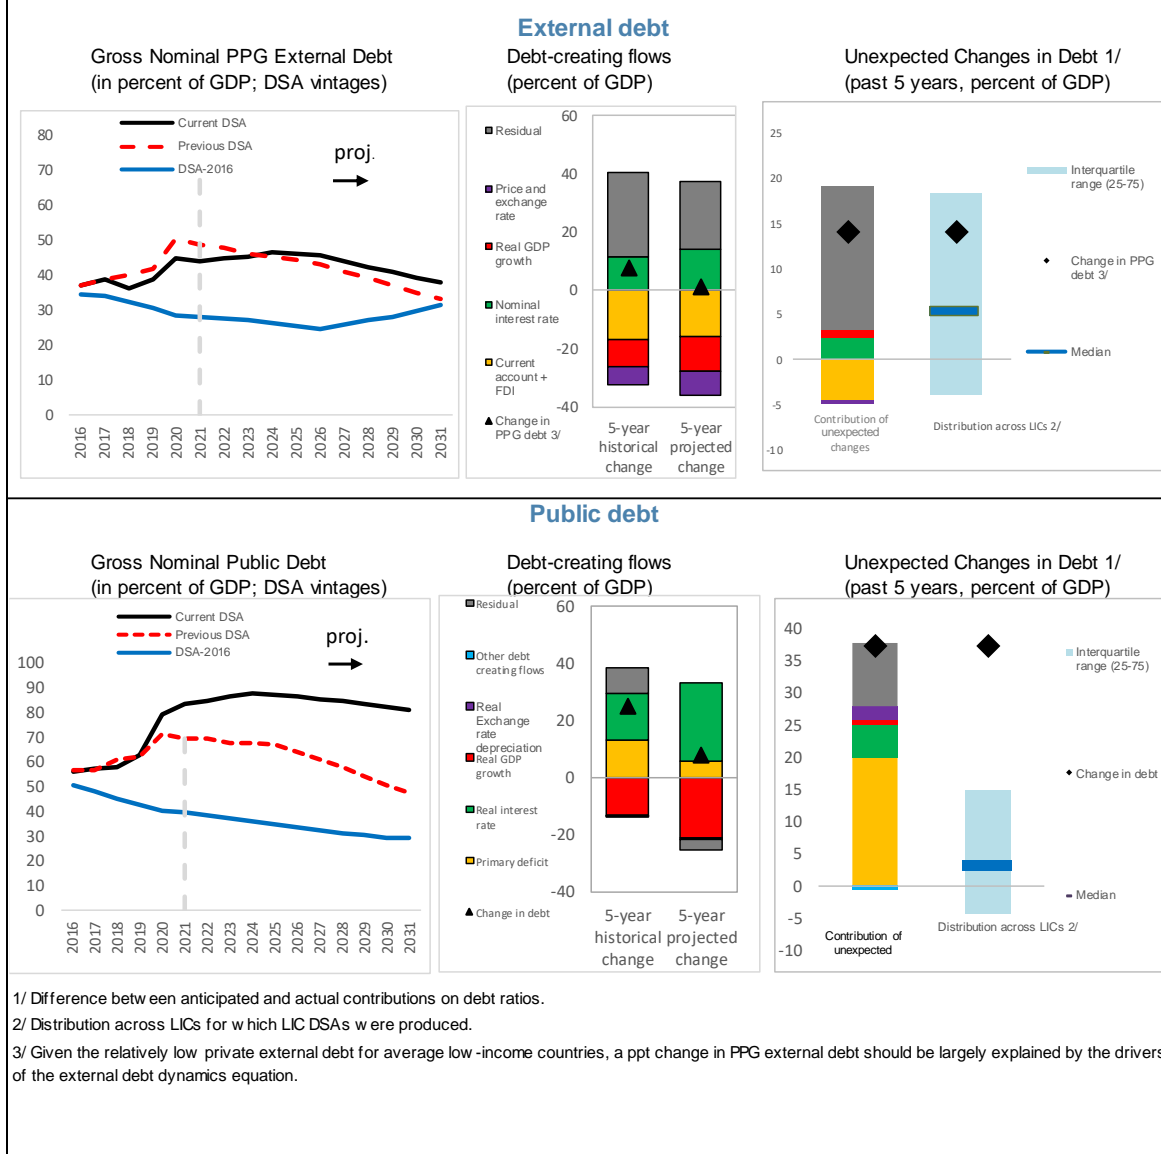 External debt
Gross Nominal PPG External Debt
(in percent of GDP; DSA vintages)
Debt-creating flows
(percent of GDP)
Unexpected Changes in Debt 1/
(past 5 years, percent of GDP)
Current DSA
Previous DSA
DSA-2016
proj.
80
70
60
50
40
30
20
10
0
2016
2017
2018
2019
2020
2021
2022
2023
2024
2025
2026
2027
2028
2029
2030
2031
Residual
Price and
exchange
rate
Real GDP
growth
Nominal
interest rate
Current
account +
FDI
Change in
PPG debt 3/
60
40
20
0
-20
-40
5-year
historical
change
5-year
projected
change
25
20
15
10
5
0
-5
-10
Contribution of
unexpected
changes
Distribution across LICs 2/
Interquartile
range (25-75)
Change in PPG
debt 3/
Median
Public debt
Gross Nominal Public Debt
(in percent of GDP; DSA vintages)
Debt-creating flows
(percent of GDP)
Unexpected Changes in Debt 1/
(past 5 years, percent of GDP)
Current DSA
Previous DSA
DSA-2016
proj.
100
90
80
70
60
50
40
30
20
10
0
2016
2017
2018
2019
2020
2021
2022
2023
2024
2025
2026
2027
2028
2029
2030
2031
Residual
Other debt
creating flows
Real
Exchange
rate
depreciation
Real GDP
growth
Real interest
rate
Primary deficit
Change in debt
60
40
20
0
-20
-40
5-year
historical
change
5-year
projected
change
40
35
30
25
20
15
10
5
0
-5
-10
Contribution of
unexpected
Distribution across LICs 2/
Interquartile
range (25-75)
Change in debt
Median
1/ Difference between anticipated and actual contributions on debt ratios.
2/ Distribution across LICs for which LIC DSAs were produced.
3/ Given the relatively low private external debt for average low-income countries, a ppt change in PPG external debt should be largely explained by the drivers
of the external debt dynamics equation.